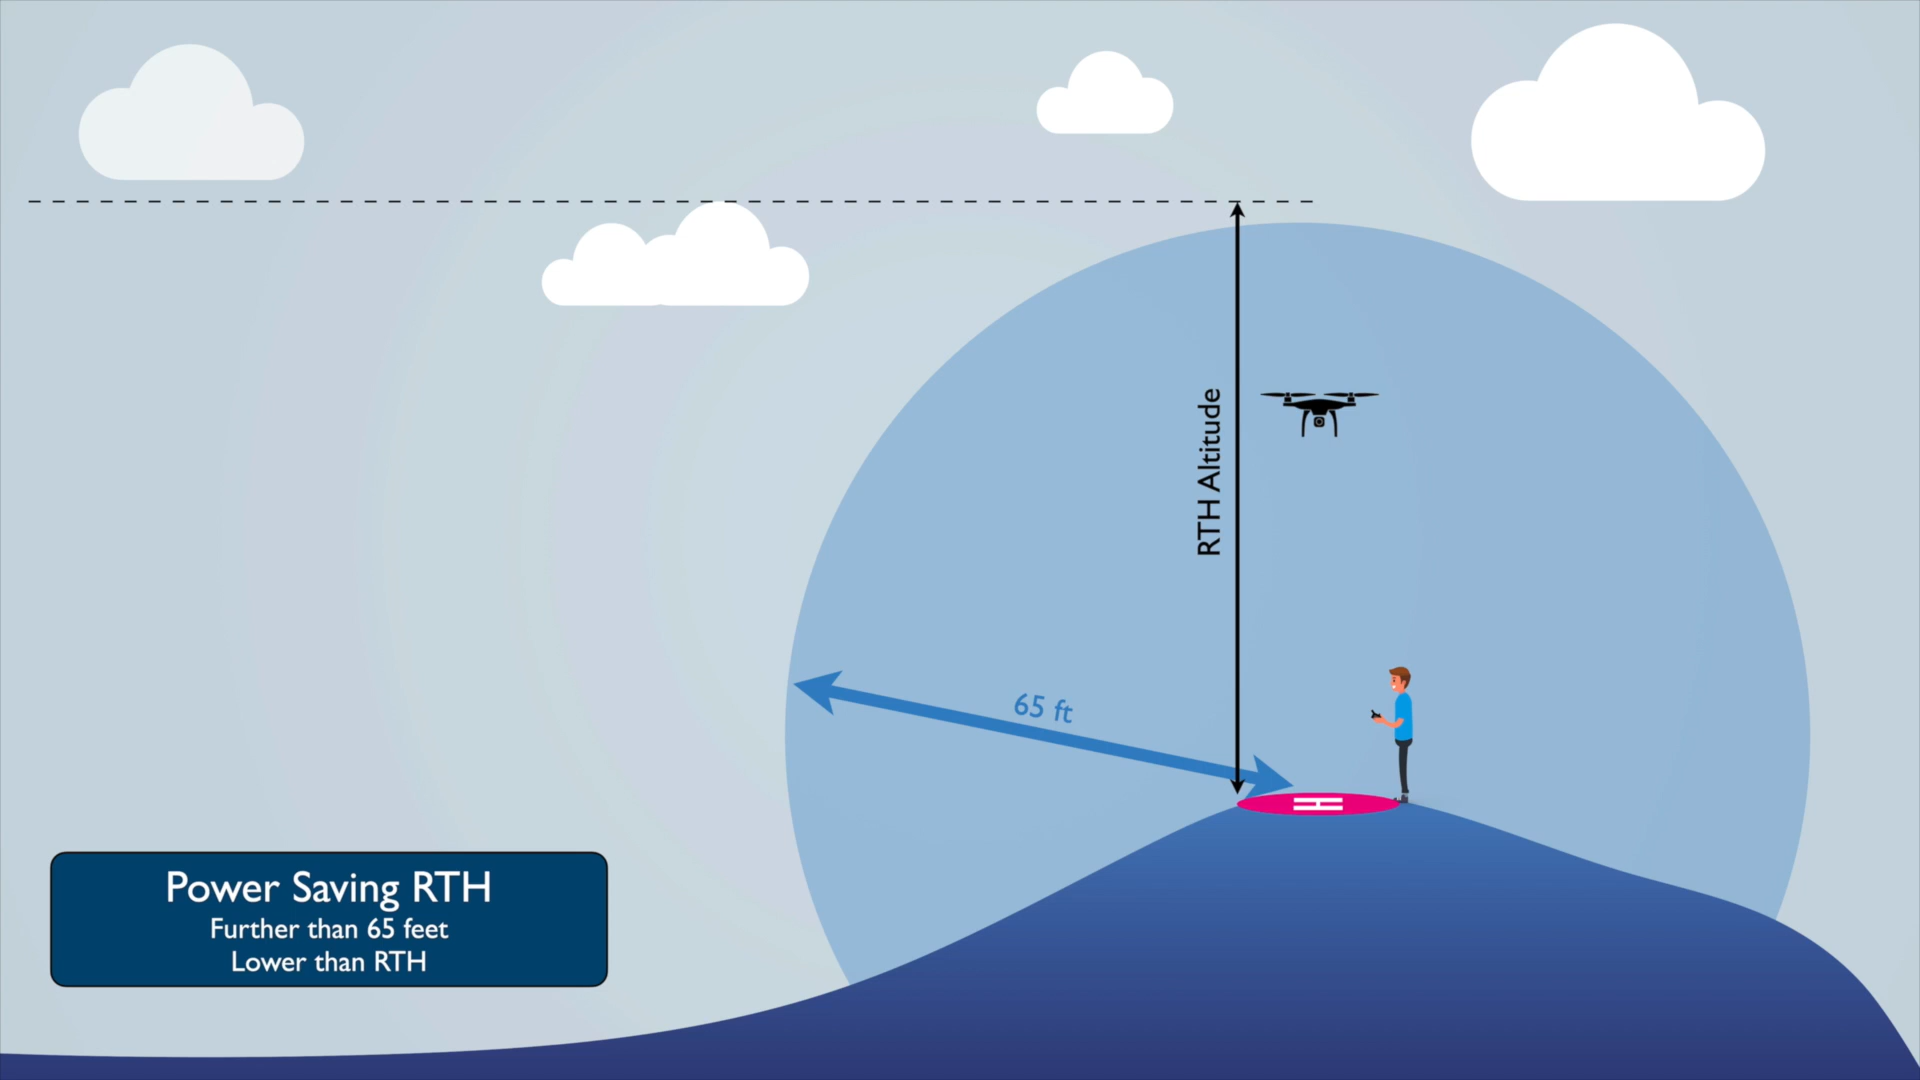 RTH Altitude
65 ft
H
Power Saving RTH
Further than 65 feet
Lower than RTH